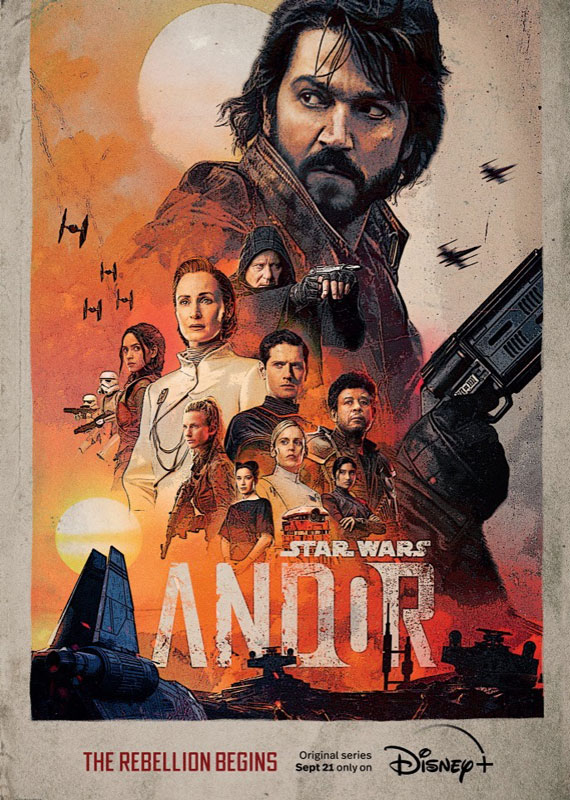 STAR WARS
ANDOR
THE REBELLION BEGINS
Original series
Sept 21 only on
Disney+